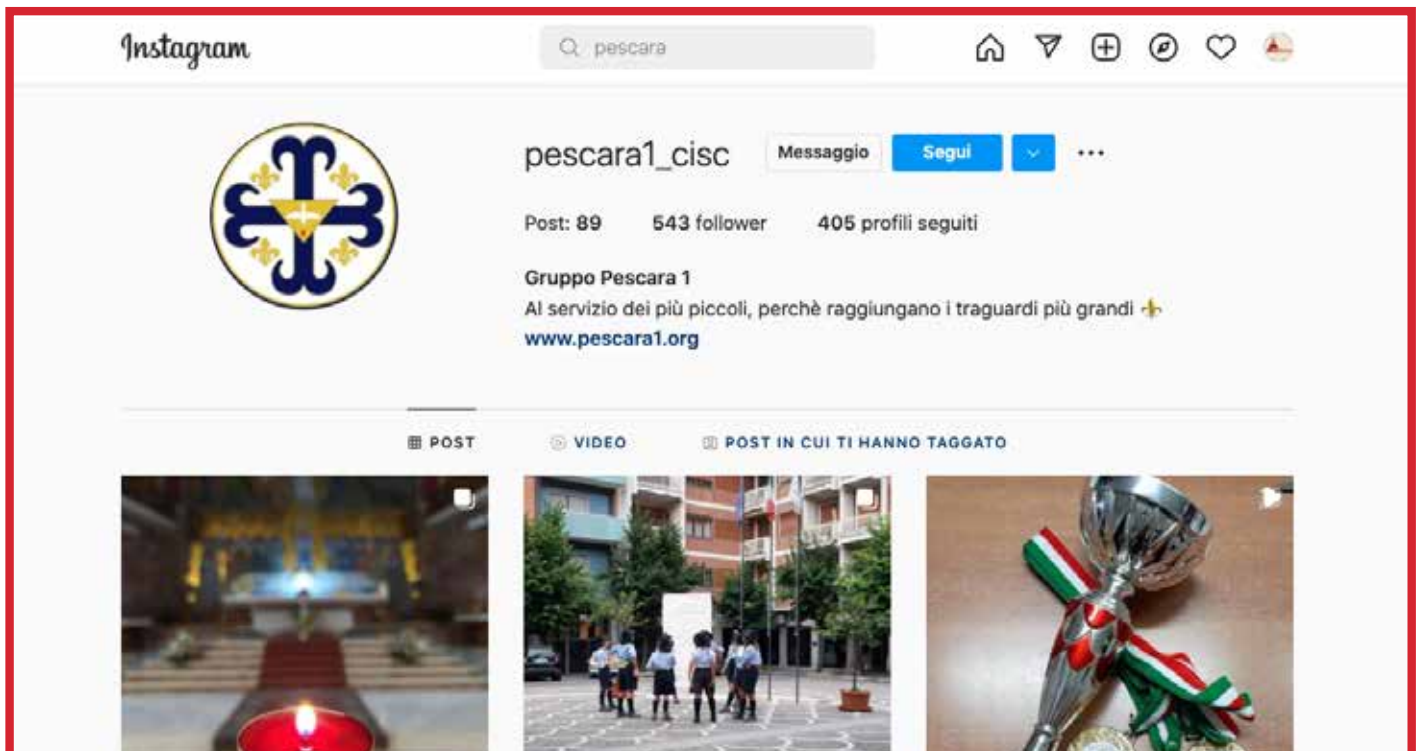 Instagram
pescara
pescara1_cisc Messaggio Segui
Post: 89 543 follower 405 profili seguiti
Gruppo Pescara 1
Al servizio dei più piccoli, perchè raggiungano i traguardi più grandi
www.pescara1.org
POST VIDEO POST IN CUI TI HANNO TAGGATO